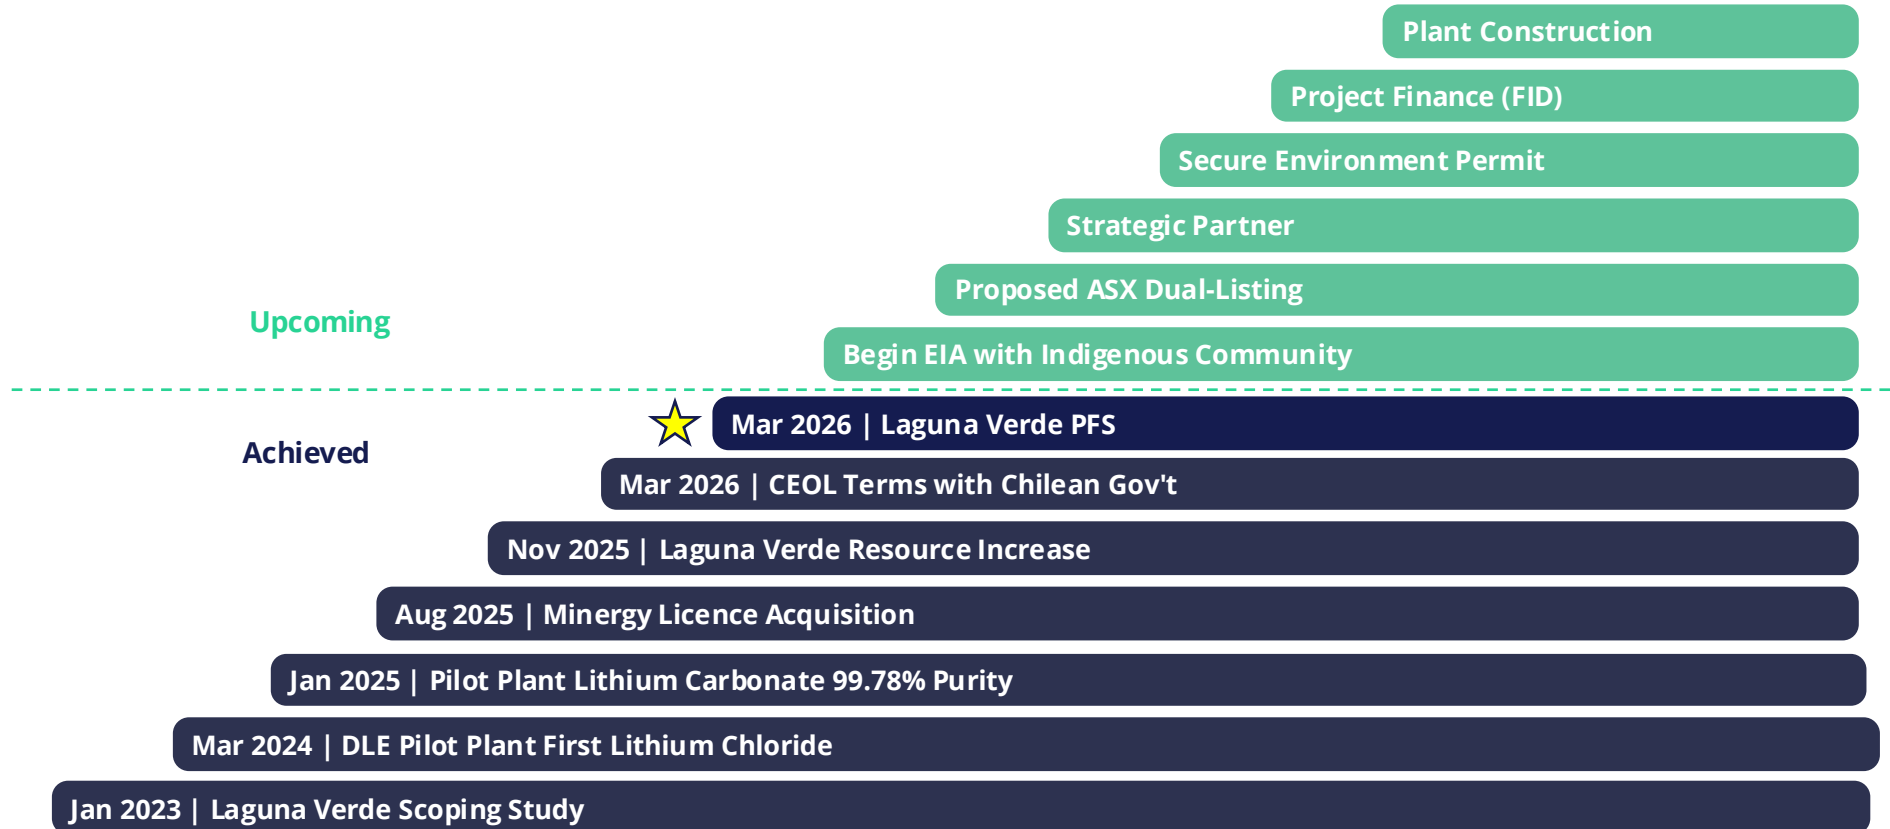 Plant Construction
Project Finance (FID)
Secure Environment Permit
Strategic Partner
Proposed ASX Dual-Listing
Upcoming
Begin EIA with Indigenous Community
Mar 2026 | Laguna Verde PFS
Achieved
Mar 2026 | CEOL Terms with Chilean Gov't
Nov 2025 | Laguna Verde Resource Increase
Aug 2025 | Minergy Licence Acquisition
Jan 2025 | Pilot Plant Lithium Carbonate 99.78% Purity
Mar 2024 | DLE Pilot Plant First Lithium Chloride
Jan 2023 | Laguna Verde Scoping Study